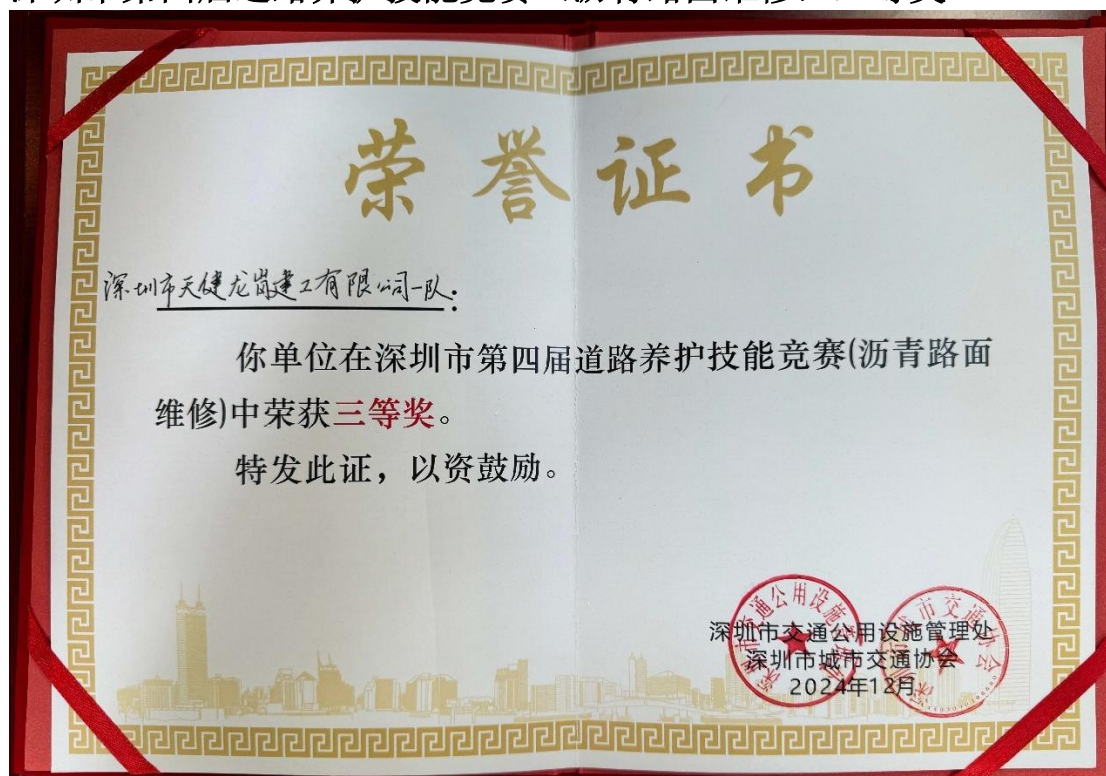 荣誉证书
深圳市天健龙岗建工有限公司一队:
你单位在深圳市第四届道路养护技能竞赛(沥青路面
维修)中荣获三等奖。
特发此证，以资鼓励。
深圳市交通公用设施管理处
深圳市城市交通协会
2024年12月